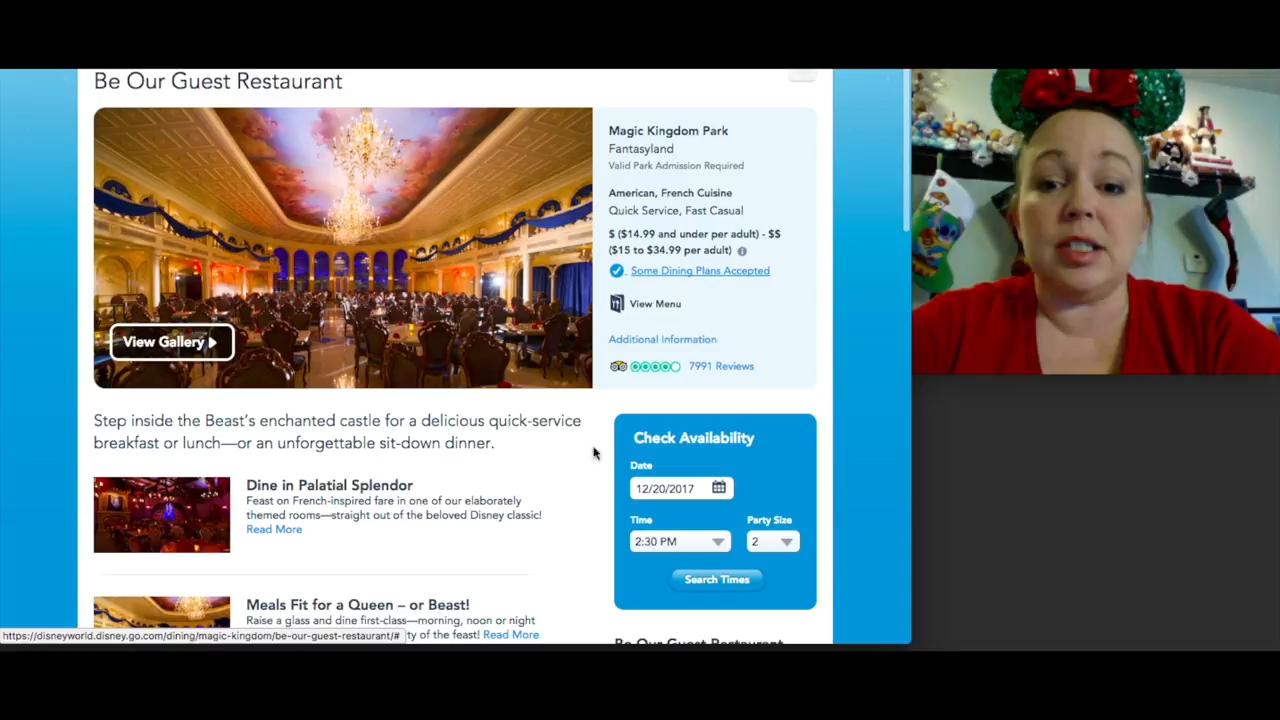 Be Our Guest Restaurant
View Gallery
Magic Kingdom Park
Fantasyland
Valid Park Admission Required
American, French Cuisine
Quick Service, Fast Casual
$ ($14.99 and under per adult) - $$
($15 to $34.99 per adult)
Some Dining Plans Accepted
View Menu
Additional Information
7991 Reviews
Step inside the Beast's enchanted castle for a delicious quick-service
breakfast or lunch—or an unforgettable sit-down dinner.
Dine in Palatial Splendor
Feast on French-inspired fare in one of our elaborately
themed rooms—straight out of the beloved Disney classic!
Read More
Meals Fit for a Queen – or Beast!
Raise a glass and dine first-class—morning, noon or night
ty of the feast! Read More
https://disneyworld.disney.go.com/dining/magic-kingdom/be-our-guest-restaurant/#
Check Availability
Date
12/20/2017
Time Party Size
2:30 PM 2
Search Times
Be Our Guest Restaurant